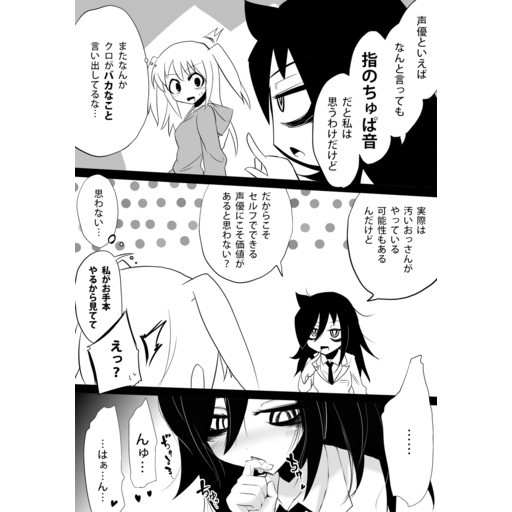 声優といえば
なんと言っても
指のちゅぱ音
だと私は
思うわけだけど
またなんか
クロがバカなこと
言い出してるな…
実際は
汚いおっさんが
やっている
可能性もある
んだけど
だからこそ
セルフでできる
声優にこそ価値が
あると思わない？
思わない…
私がお手本
やるから見てて
えっ？
……
んゅ…
…はぁ…ん…
ちゅっ